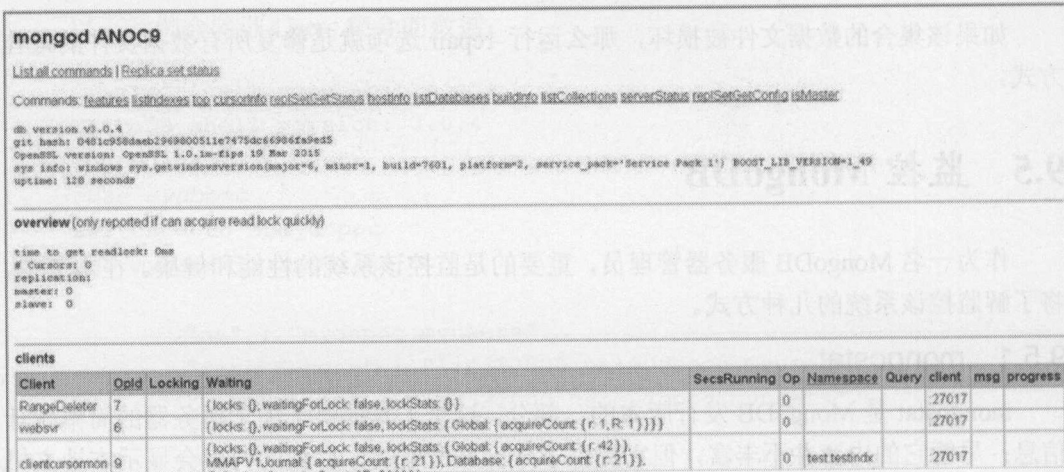 mongod ANOC9
List all commands | Replica set status
Commands: features listIndexes top cursorInfo replSetGetStatus hostInfo listDatabases buildInfo listCollections serverStatus replSetGetConfig isMaster
db version v3.0.4
git hash: 0481c958daeb2969800511e7475dc66986fa9ed5
OpenSSL version: OpenSSL 1.0.1m-fips 19 Mar 2015
sys info: windows sys.getwindowsversion(major=6, minor=1, build=7601, platform=2, service_pack='Service Pack 1') BOOST_LIB_VERSION=1_49
uptime: 128 seconds
overview (only reported if can acquire read lock quickly)
time to get readlock: 0ms
# Cursors: 0
replication:
master: 0
slave: 0
clients
Client OpId Locking Waiting SecsRunning Op Namespace Query client msg progress
RangeDeleter 7 { locks: {}, waitingForLock: false, lockStats: {} } 0 :27017
websvr 6 { locks: {}, waitingForLock: false, lockStats: { Global: { acquireCount: { r: 1, R: 1 } } } } 0 :27017
clientcursormon 9 { locks: {}, waitingForLock: false, lockStats: { Global: { acquireCount: { r: 42 } }, MMAPV1Journal: { acquireCount: { r: 21 } }, Database: { acquireCount: { r: 21 } }, 0 test.testindx :27017